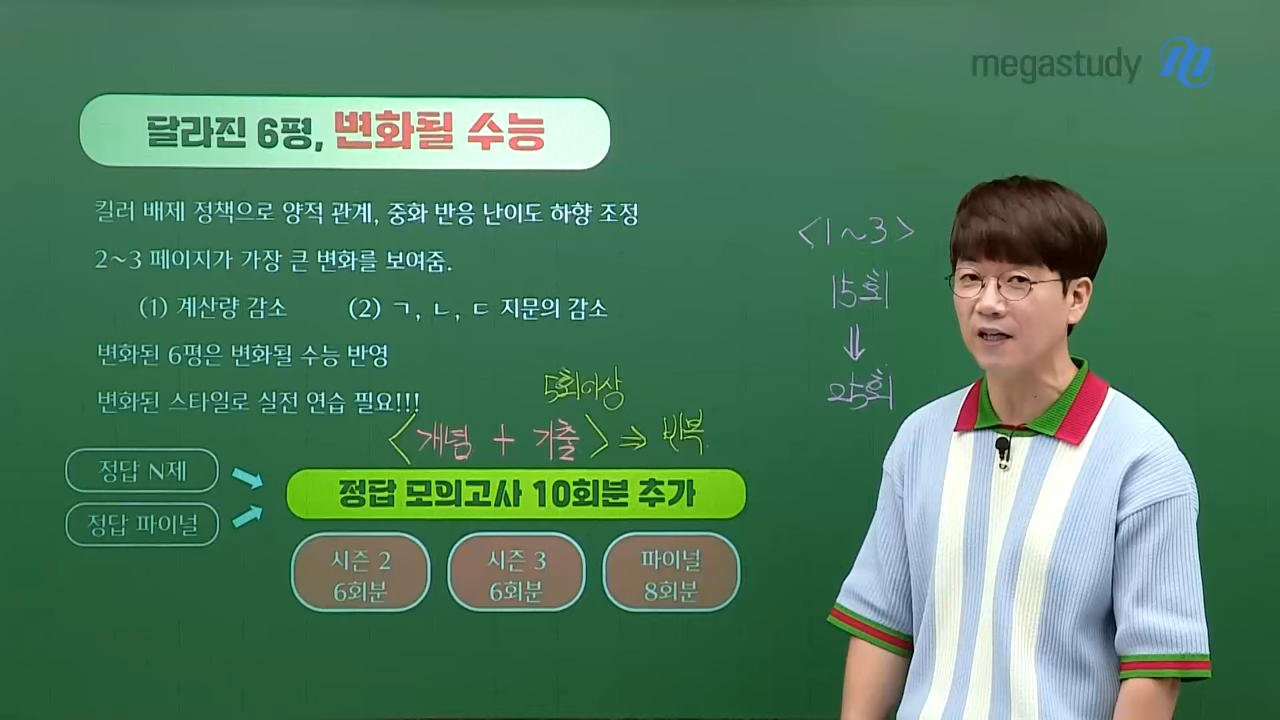 megastudy
달라진 6평, 변화될 수능
킬러 배제 정책으로 양적 관계, 중화 반응 난이도 하향 조정
2~3 페이지가 가장 큰 변화를 보여줌.
(1) 계산량 감소 (2) ㄱ, ㄴ, ㄷ 지문의 감소
변화된 6평은 변화될 수능 반영
변화된 스타일로 실전 연습 필요!!!
5회이상
<개념 + 기출> ⇒ 반복
정답 N제
정답 파이널
정답 모의고사 10회분 추가
시즌 2
6회분
시즌 3
6회분
파이널
8회분
<1~3>
15회
⇓
25회